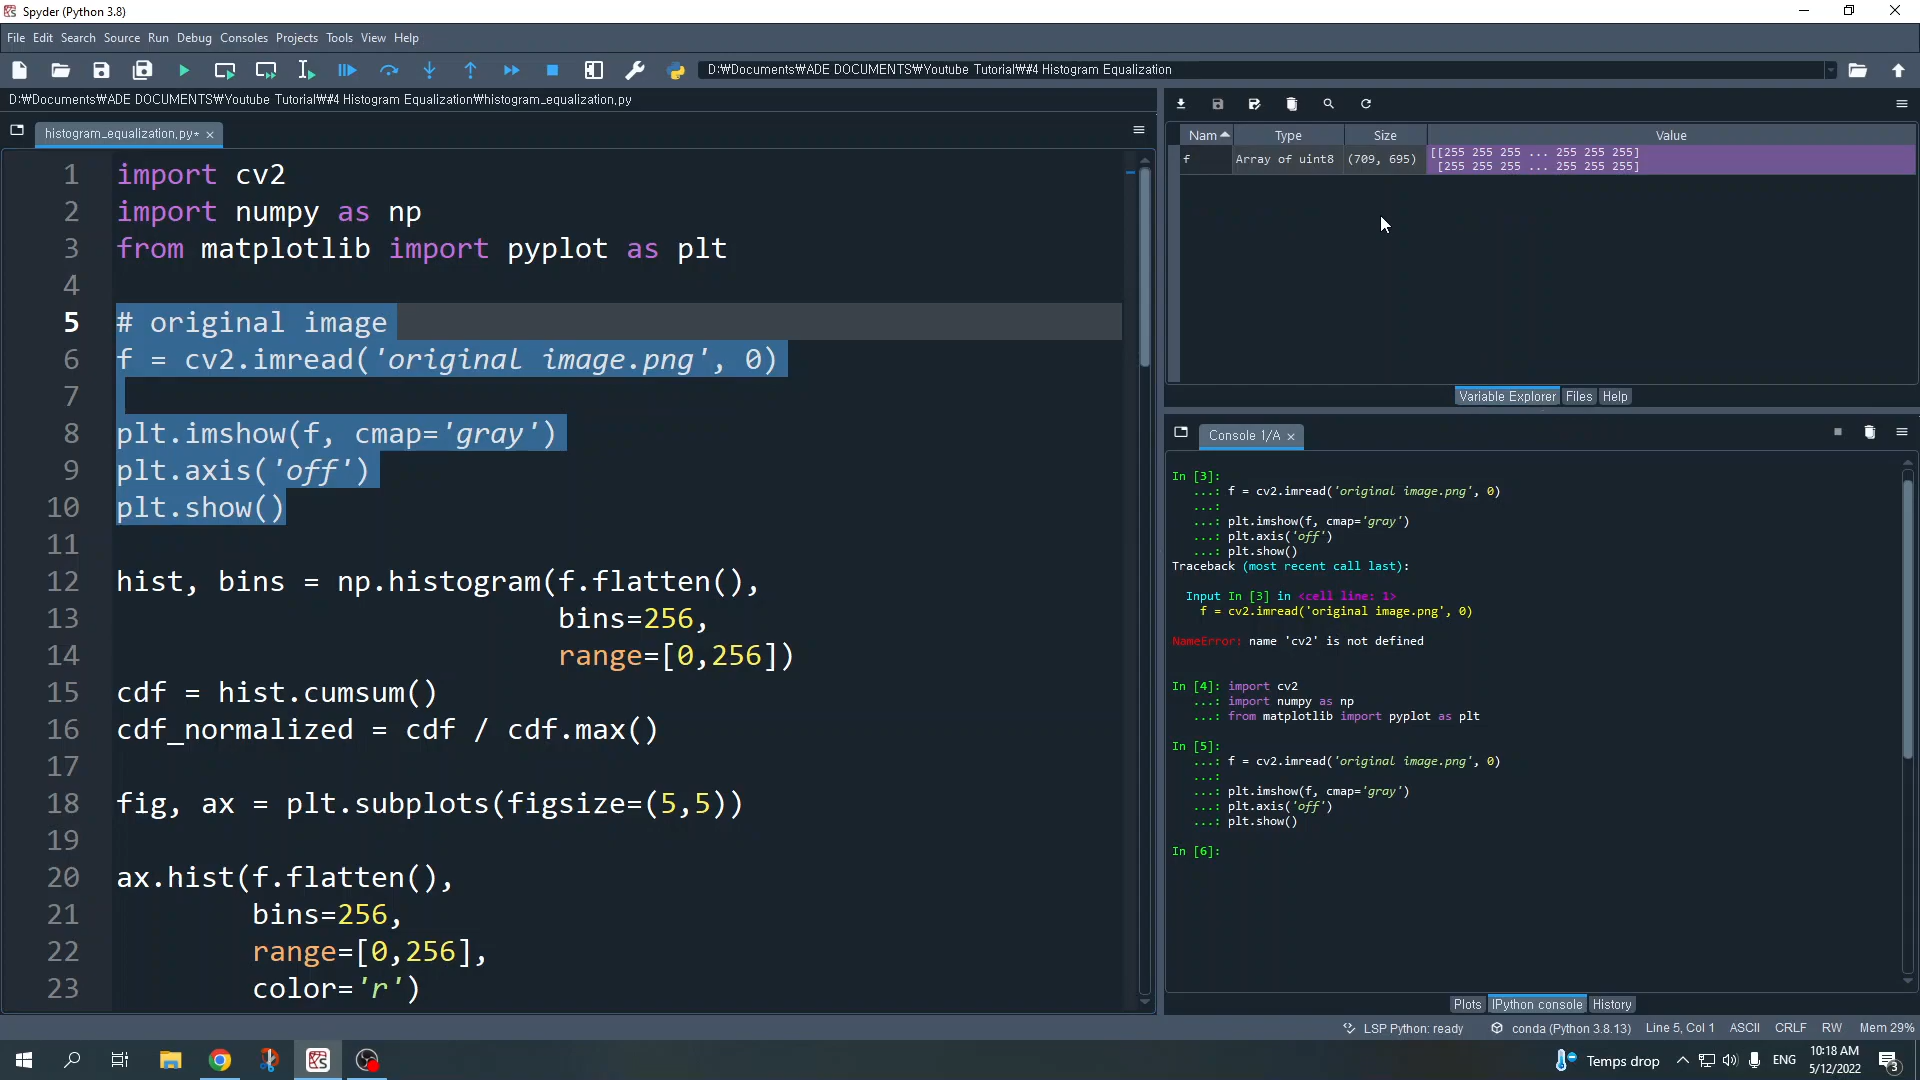 Spyder (Python 3.8)
File Edit Search Source Run Debug Consoles Projects Tools View Help
D:₩Documents₩ADE DOCUMENTS₩Youtube Tutorial₩#4 Histogram Equalization
D:₩Documents₩ADE DOCUMENTS₩Youtube Tutorial₩#4 Histogram Equalization₩histogram_equalization.py
histogram_equalization.py*
1 import cv2
2 import numpy as np
3 from matplotlib import pyplot as plt
4
5 # original image
6 f = cv2.imread('original image.png', 0)
7
8 plt.imshow(f, cmap='gray')
9 plt.axis('off')
10 plt.show()
11
12 hist, bins = np.histogram(f.flatten(),
13 bins=256,
14 range=[0,256])
15 cdf = hist.cumsum()
16 cdf_normalized = cdf / cdf.max()
17
18 fig, ax = plt.subplots(figsize=(5,5))
19
20 ax.hist(f.flatten(),
21 bins=256,
22 range=[0,256],
23 color='r')
Nam Type Size Value
f Array of uint8 (709, 695) [[255 255 255 ... 255 255 255]
[255 255 255 ... 255 255 255]
Variable Explorer Files Help
Console 1/A
In [3]:
...: f = cv2.imread('original image.png', 0)
...:
...: plt.imshow(f, cmap='gray')
...: plt.axis('off')
...: plt.show()
Traceback (most recent call last):
Input In [3] in <cell line: 1>
f = cv2.imread('original image.png', 0)
NameError: name 'cv2' is not defined
In [4]: import cv2
...: import numpy as np
...: from matplotlib import pyplot as plt
In [5]:
...: f = cv2.imread('original image.png', 0)
...:
...: plt.imshow(f, cmap='gray')
...: plt.axis('off')
...: plt.show()
In [6]:
Plots IPython console History
LSP Python: ready conda (Python 3.8.13) Line 5, Col 1 ASCII CRLF RW Mem 29%
Temps drop ENG 10:18 AM
5/12/2022 3